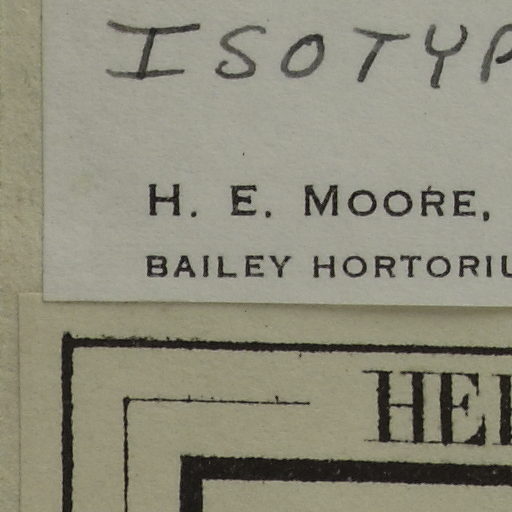 ISOTYP
H. E. MOORE,
BAILEY HORTORIU
HE